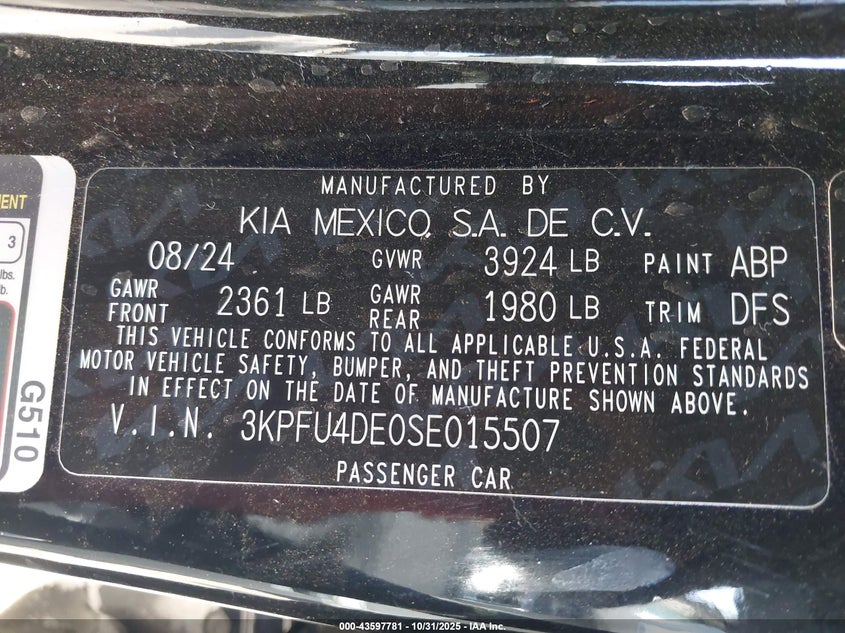 MANUFACTURED BY
KIA MEXICO, S.A. DE C.V.
08/24 GVWR 3924 LB PAINT ABP
GAWR FRONT 2361 LB GAWR REAR 1980 LB TRIM DFS
THIS VEHICLE CONFORMS TO ALL APPLICABLE U.S.A. FEDERAL
MOTOR VEHICLE SAFETY, BUMPER, AND THEFT PREVENTION STANDARDS
IN EFFECT ON THE DATE OF MANUFACTURE SHOWN ABOVE.
V.I.N. 3KPFU4DE0SE015507
PASSENGER CAR
3
lbs.
G510
000-43597781 - 10/31/2025 - IAA Inc.